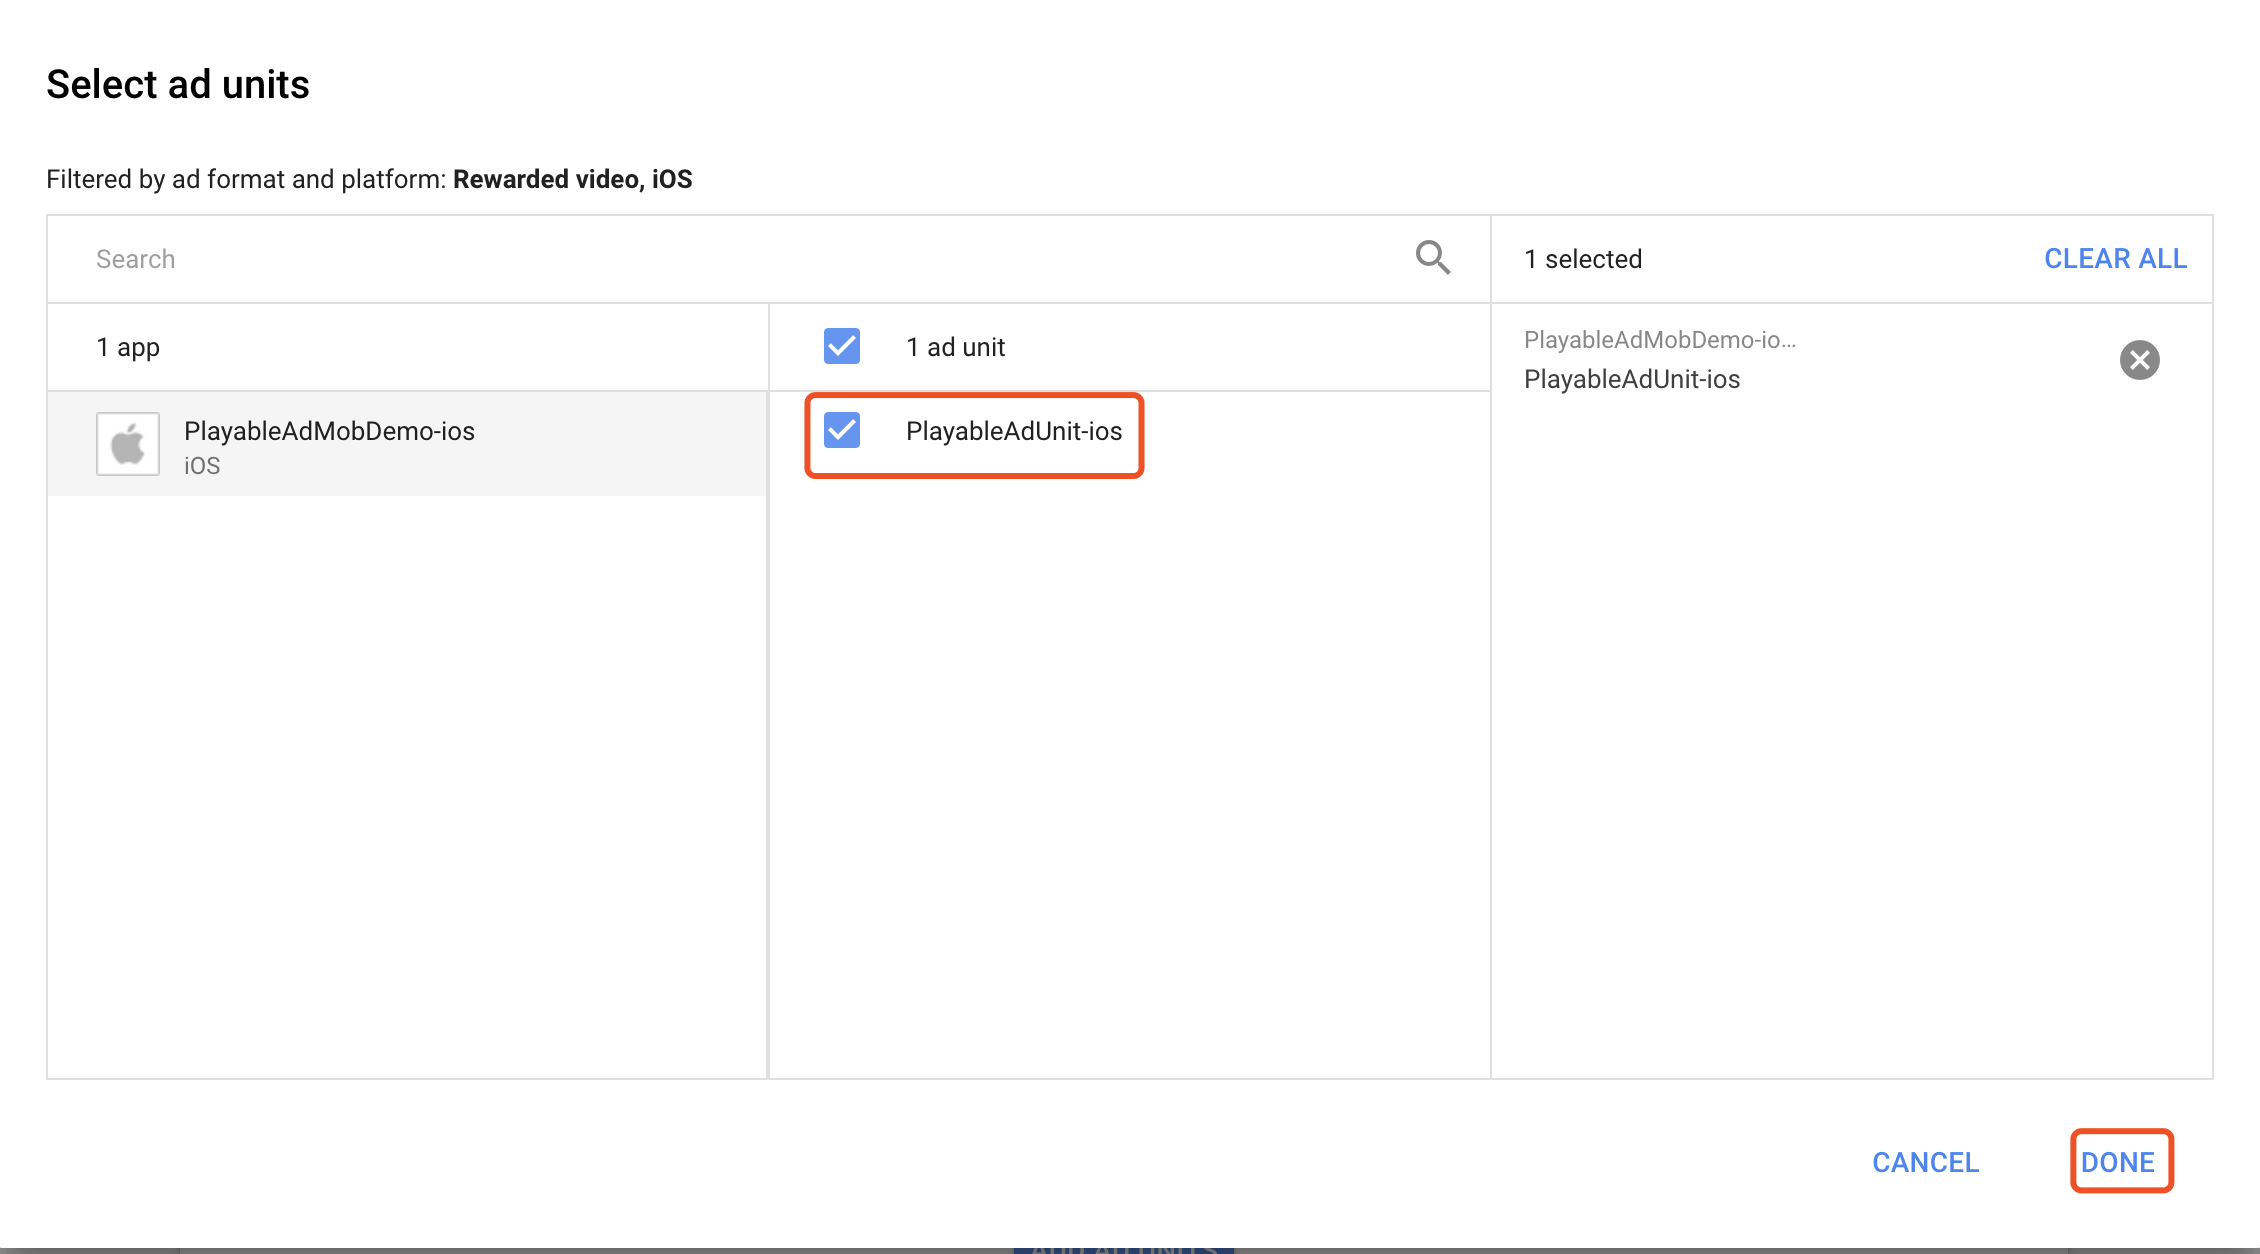 Select ad units
Filtered by ad format and platform: Rewarded video, iOS
Search
1 selected
CLEAR ALL
1 app
1 ad unit
PlayableAdMobDemo-io...
PlayableAdUnit-ios
PlayableAdMobDemo-ios
iOS
PlayableAdUnit-ios
CANCEL
DONE